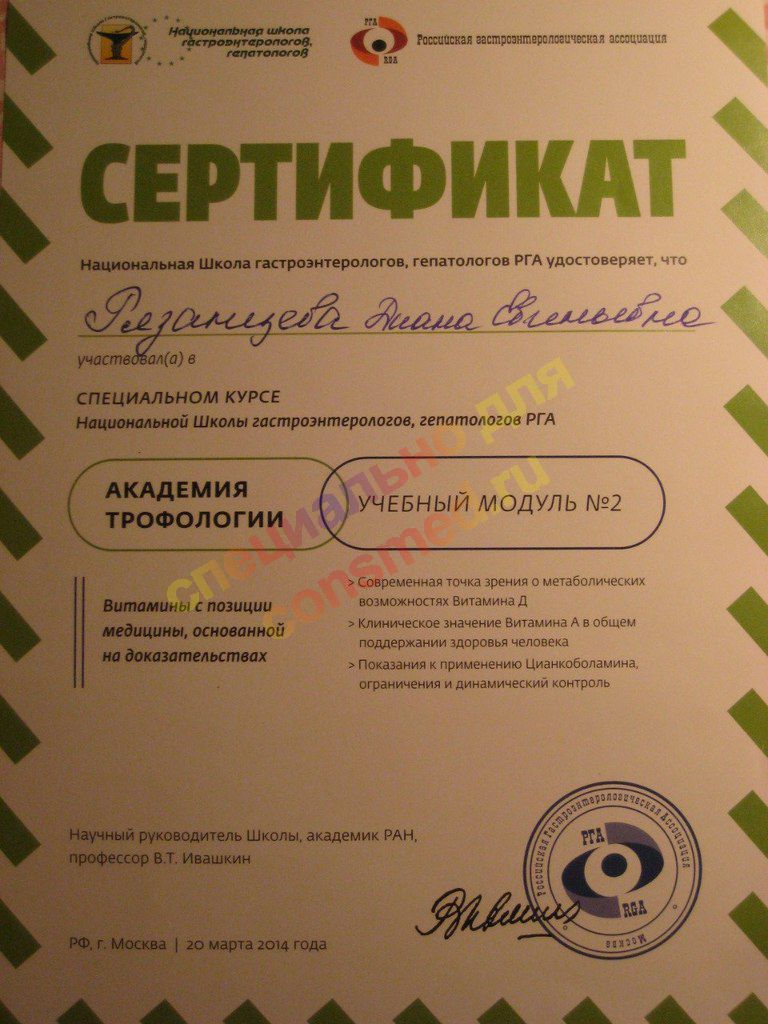 Национальная школа
гастроэнтерологов,
гепатологов
РГА
RGA
Российская гастроэнтерологическая ассоциация
СЕРТИФИКАТ
Национальная Школа гастроэнтерологов, гепатологов РГА удостоверяет, что
Рязанцева Диана Евгеньевна
участвовал(а) в
СПЕЦИАЛЬНОМ КУРСЕ
Национальной Школы гастроэнтерологов, гепатологов РГА
АКАДЕМИЯ
ТРОФОЛОГИИ
УЧЕБНЫЙ МОДУЛЬ №2
специально для
consmed.ru
Витамины с позиции
медицины, основанной
на доказательствах
> Современная точка зрения о метаболических
возможностях Витамина Д
> Клиническое значение Витамина А в общем
поддержании здоровья человека
> Показания к применению Цианкоболамина,
ограничения и динамический контроль
Научный руководитель Школы, академик РАН,
профессор В.Т. Ивашкин
Российская Гастроэнтерологическая Ассоциация
РГА
RGA
Москва
РФ, г. Москва | 20 марта 2014 года